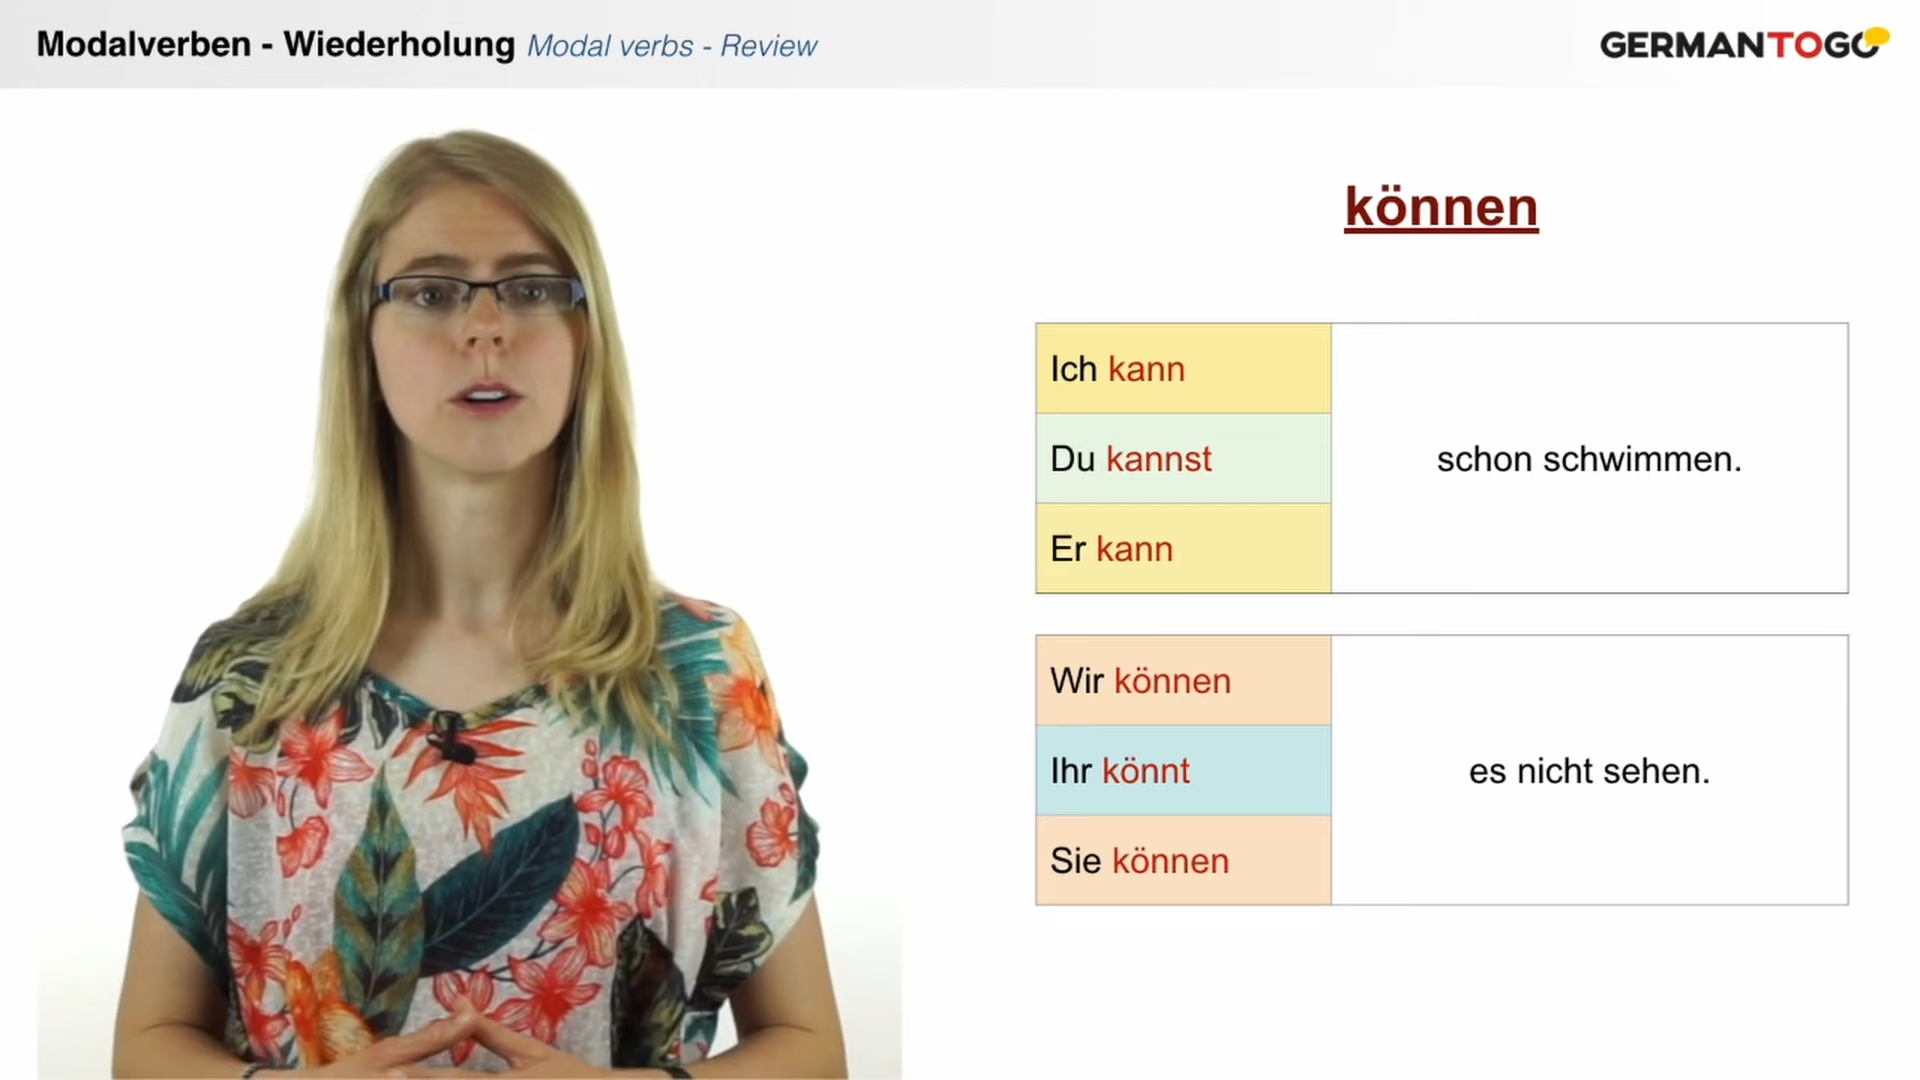 Modalverben - Wiederholung Modal verbs - Review
GERMANTOGO
können
Ich kann
Du kannst
schon schwimmen.
Er kann
Wir können
Ihr könnt
es nicht sehen.
Sie können